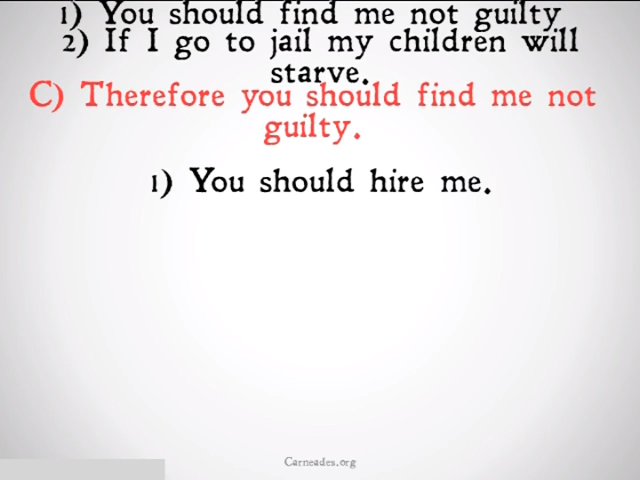 1) You should find me not guilty
2) If I go to jail my children will
starve.
C) Therefore you should find me not
guilty.
1) You should hire me.
Carneades.org